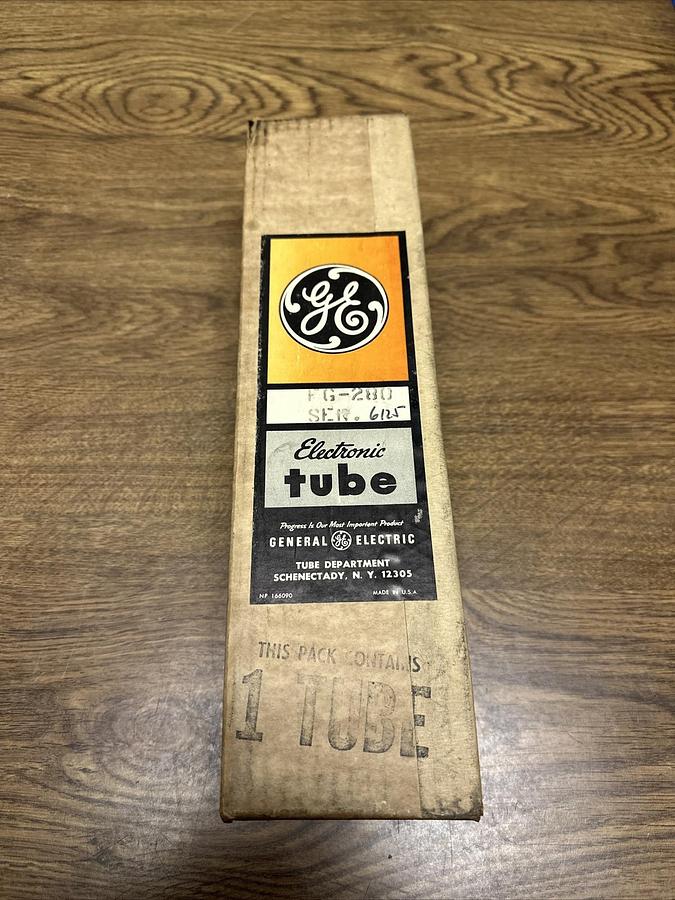 GE
FG-280
SER. 6125
Electronic
tube
Progress Is Our Most Important Product
GENERAL GE ELECTRIC
TUBE DEPARTMENT
SCHENECTADY, N. Y. 12305
NP 166090 MADE IN U.S.A.
THIS PACK CONTAINS
1 TUBE